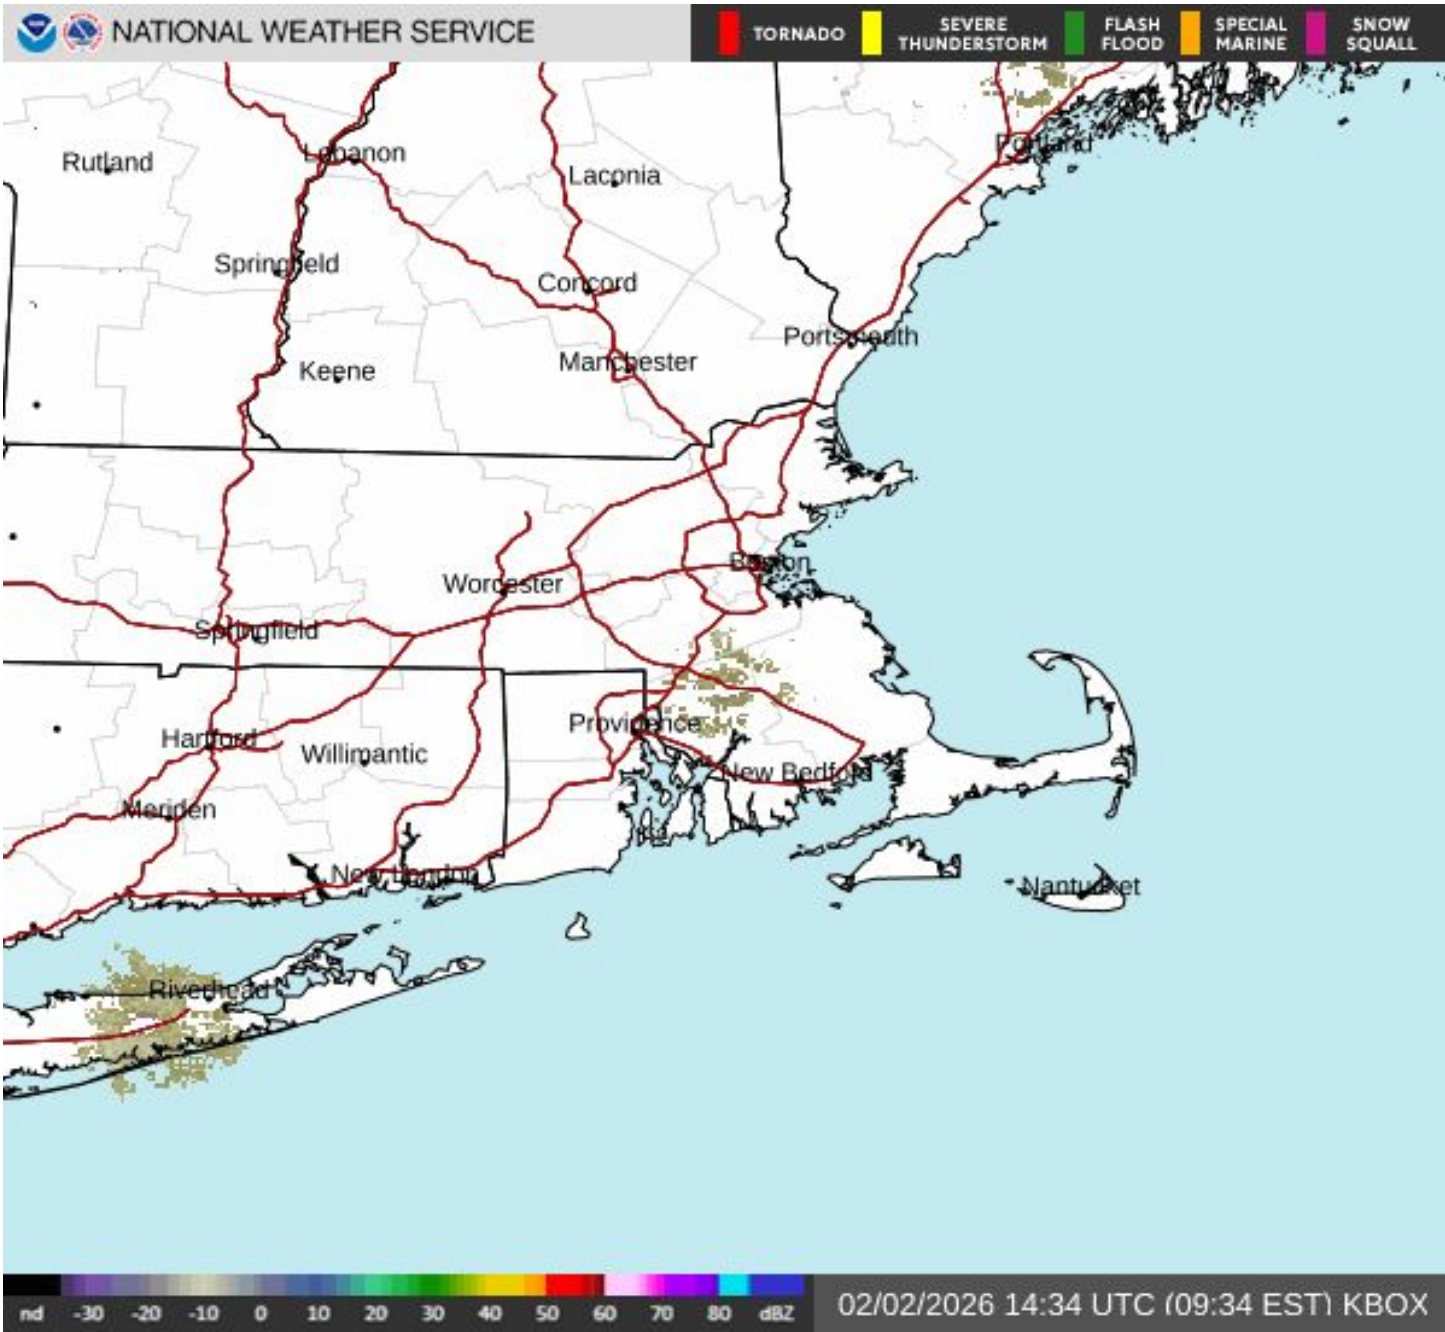 NATIONAL WEATHER SERVICE
TORNADO
SEVERE
THUNDERSTORM
FLASH
FLOOD
SPECIAL
MARINE
SNOW
SQUALL
Portland
Lebanon
Rutland
Laconia
Springfield
Concord
Portsmouth
Manchester
Keene
Boston
Worcester
Springfield
Providence
Hartford
Willimantic
New Bedford
Meriden
New London
Nantucket
Riverhead
nd -30 -20 -10 0 10 20 30 40 50 60 70 80 dBZ
02/02/2026 14:34 UTC (09:34 EST) KBOX